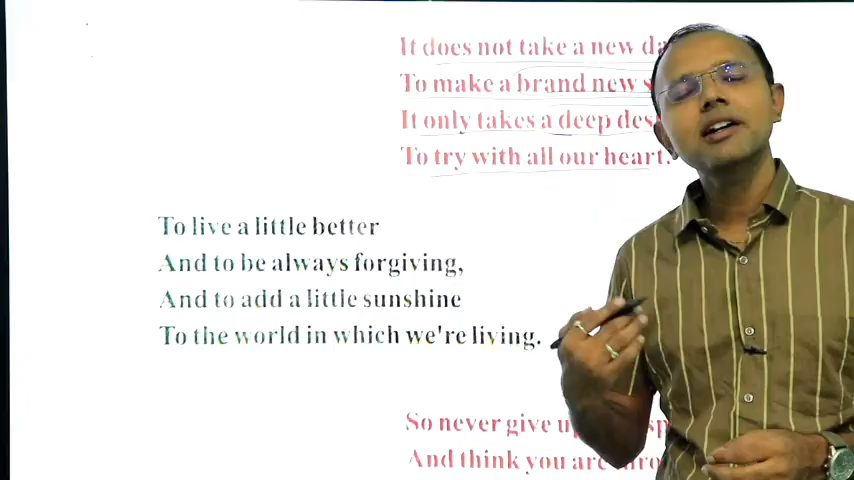 It does not take a new
To make a brand new
It only takes a deep
To try with all our heart.
To live a little better
And to be always forgiving,
And to add a little sunshine
To the world in which we're living.
So never give
And think you are